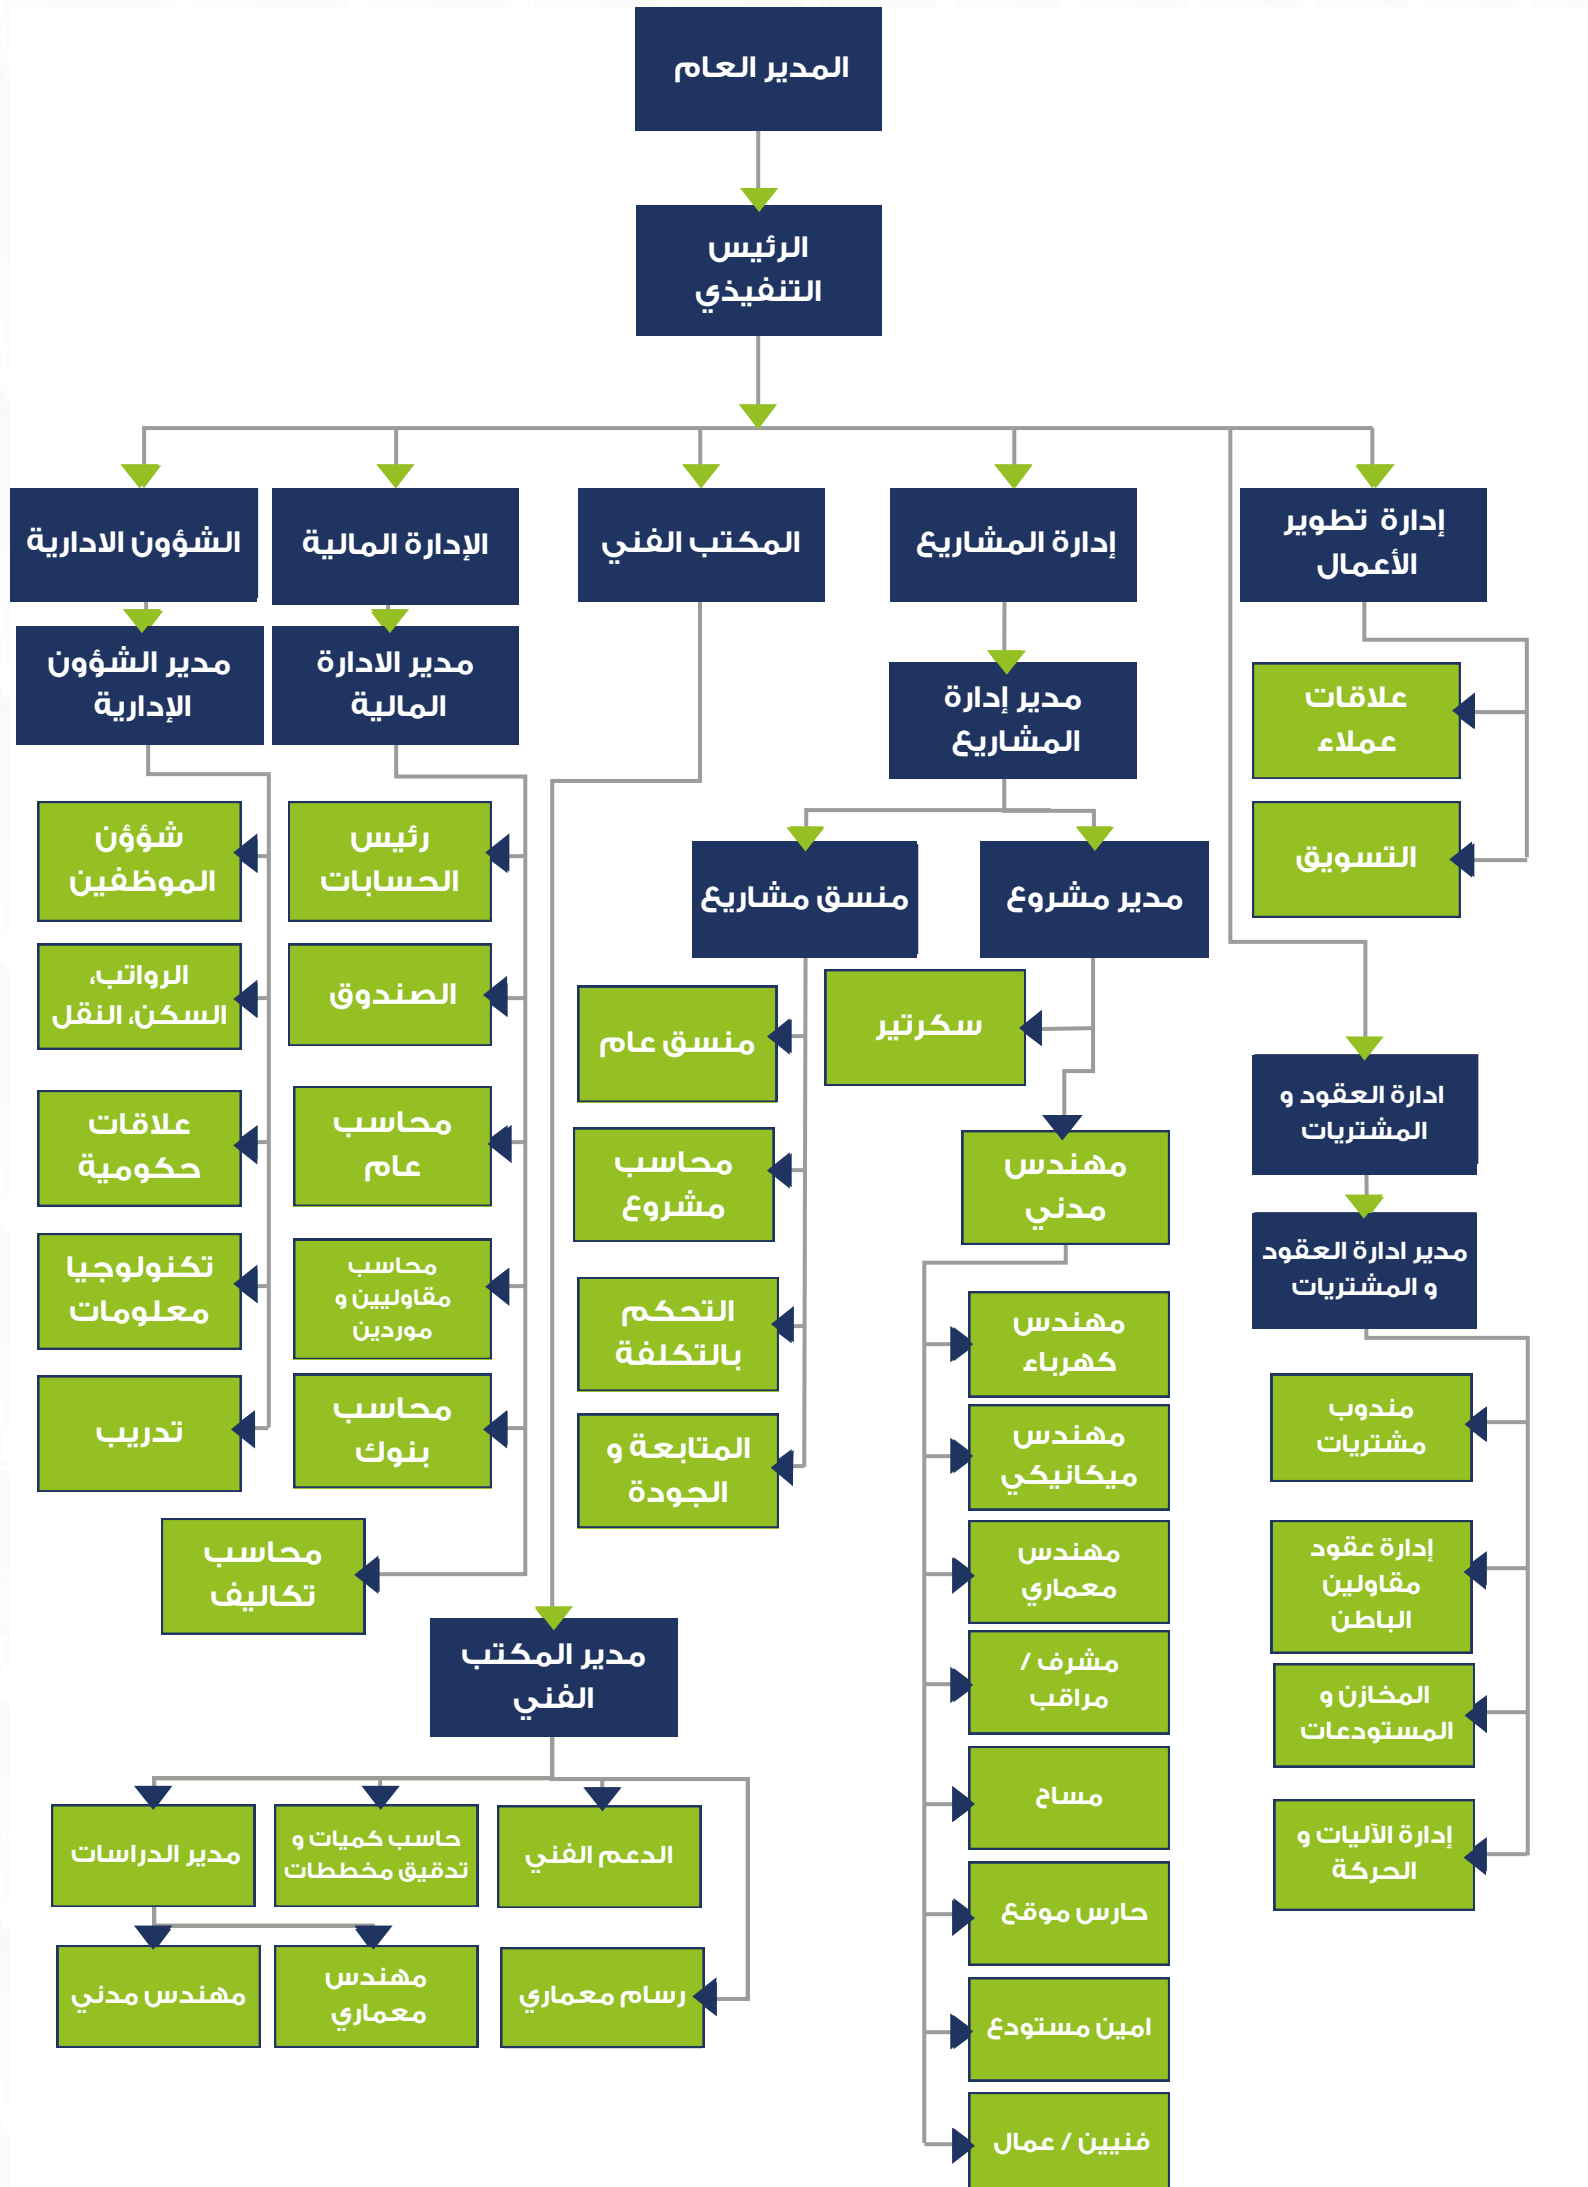 المدير العام
الرئيس
التنفيذي
إدارة تطوير
الأعمال
إدارة المشاريع
المكتب الفني
الإدارة المالية
الشؤون الادارية
علاقات
عملاء
التسويق
ادارة العقود و
المشتريات
مدير ادارة العقود
و المشتريات
مندوب
مشتريات
إدارة عقود
مقاولين
الباطن
المخازن و
المستودعات
إدارة الآليات و
الحركة
مدير إدارة
المشاريع
مدير مشروع
منسق مشاريع
سكرتير
مهندس
مدني
مهندس
كهرباء
مهندس
ميكانيكي
مهندس
معماري
مشرف /
مراقب
مساح
حارس موقع
امين مستودع
فنيين / عمال
منسق عام
محاسب
مشروع
التحكم
بالتكلفة
المتابعة و
الجودة
مدير الادارة
المالية
رئيس
الحسابات
الصندوق
محاسب
عام
محاسب
مقاوليين و
موردين
محاسب
بنوك
محاسب
تكاليف
مدير الشؤون
الإدارية
شؤؤن
الموظفين
الرواتب،
السكن، النقل
علاقات
حكومية
تكنولوجيا
معلومات
تدريب
مدير المكتب
الفني
الدعم الفني
حاسب كميات و
تدقيق مخططات
مدير الدراسات
رسام معماري
مهندس
معماري
مهندس مدني